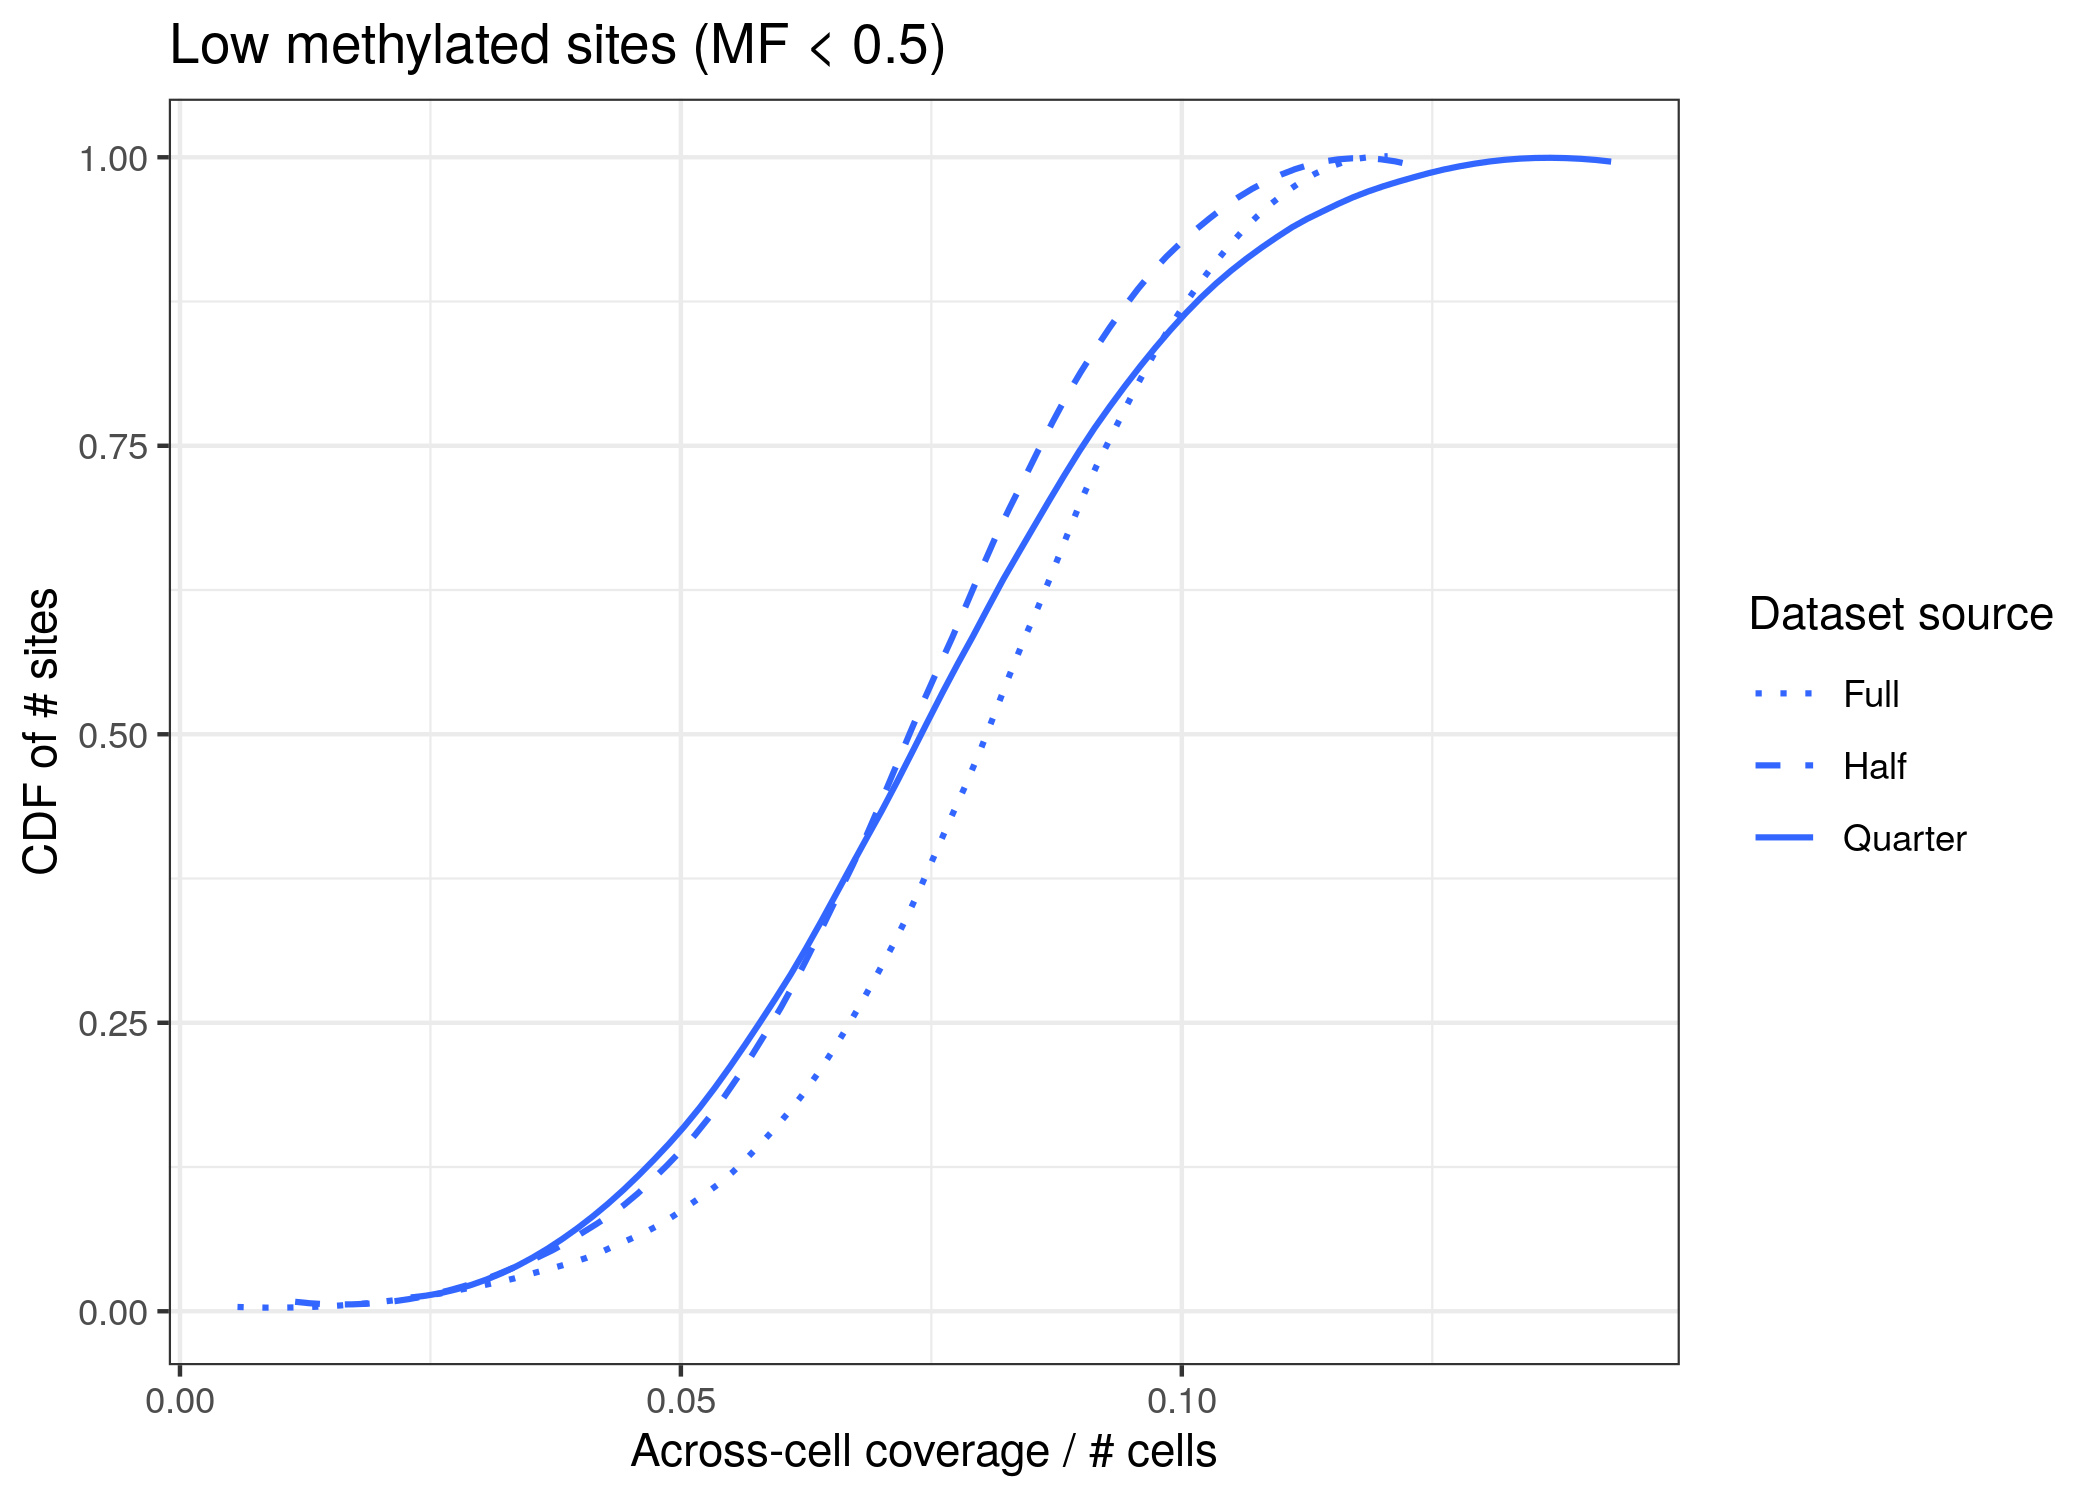 Low methylated sites (MF < 0.5)
1.00
0.75
0.50
0.25
0.00
CDF of # sites
0.00 0.05 0.10
Across-cell coverage / # cells
Dataset source
Full
Half
Quarter